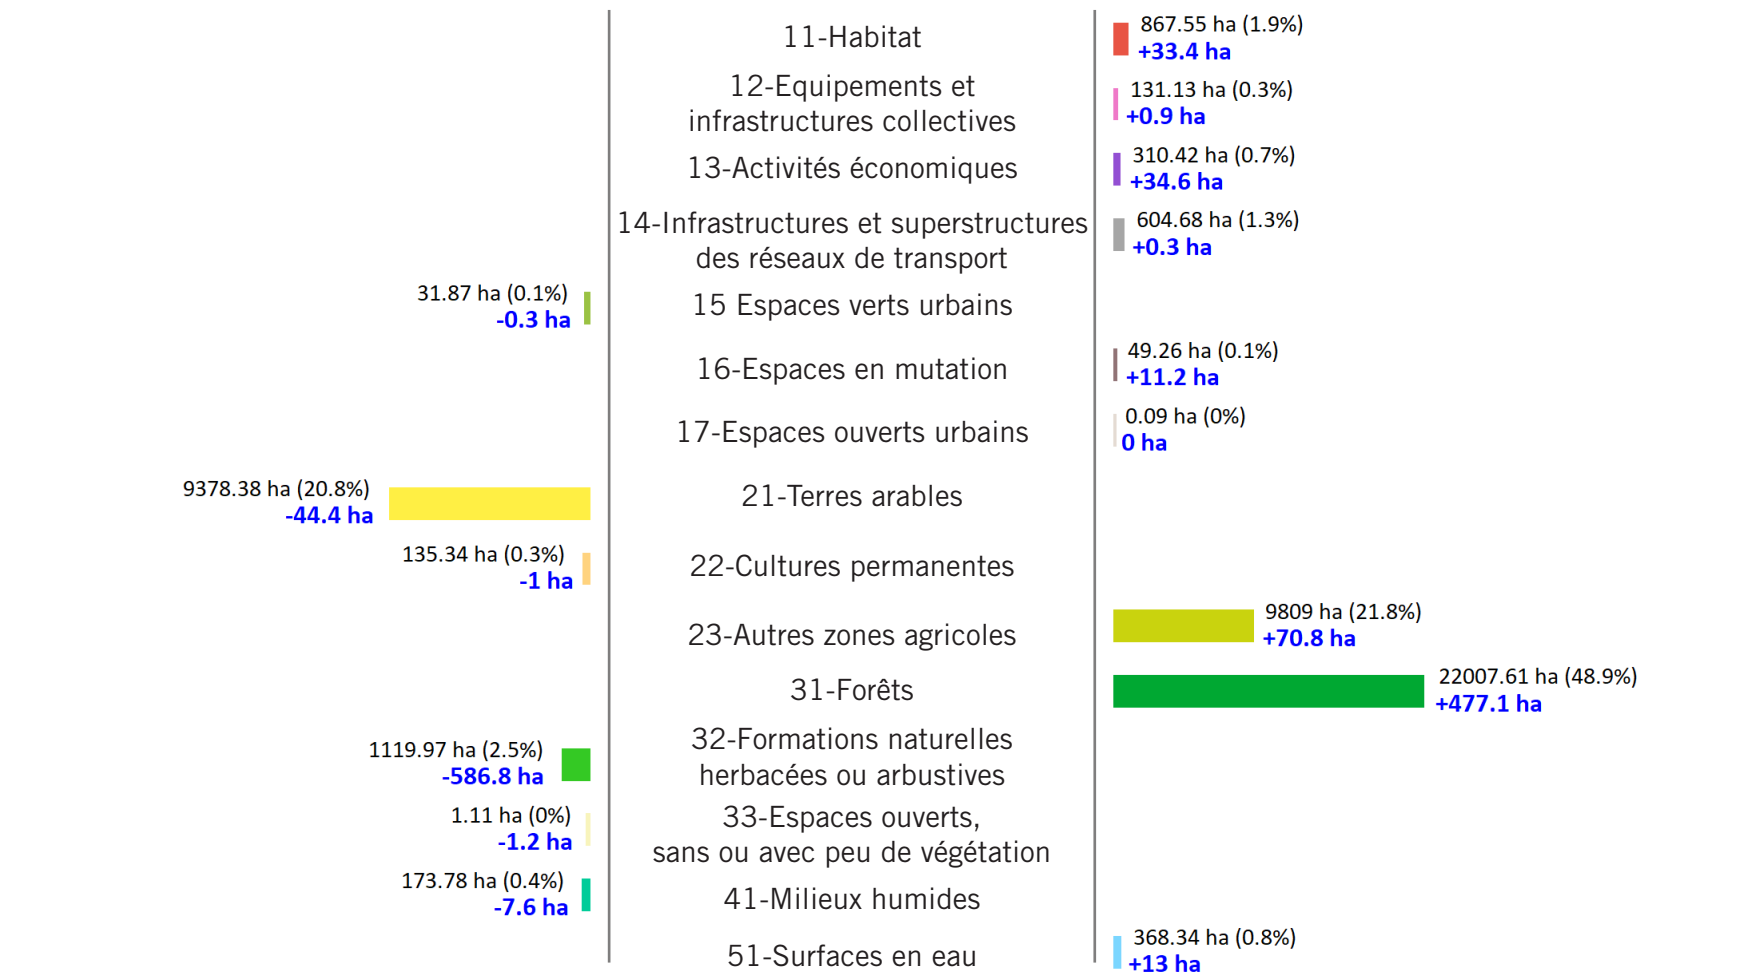 11-Habitat
867.55 ha (1.9%)
+33.4 ha
12-Equipements et
infrastructures collectives
131.13 ha (0.3%)
+0.9 ha
13-Activités économiques
310.42 ha (0.7%)
+34.6 ha
14-Infrastructures et superstructures
des réseaux de transport
604.68 ha (1.3%)
+0.3 ha
31.87 ha (0.1%)
-0.3 ha
15 Espaces verts urbains
16-Espaces en mutation
49.26 ha (0.1%)
+11.2 ha
17-Espaces ouverts urbains
0.09 ha (0%)
0 ha
9378.38 ha (20.8%)
-44.4 ha
21-Terres arables
135.34 ha (0.3%)
-1 ha
22-Cultures permanentes
23-Autres zones agricoles
9809 ha (21.8%)
+70.8 ha
31-Forêts
22007.61 ha (48.9%)
+477.1 ha
1119.97 ha (2.5%)
-586.8 ha
32-Formations naturelles
herbacées ou arbustives
1.11 ha (0%)
-1.2 ha
33-Espaces ouverts,
sans ou avec peu de végétation
173.78 ha (0.4%)
-7.6 ha
41-Milieux humides
51-Surfaces en eau
368.34 ha (0.8%)
+13 ha